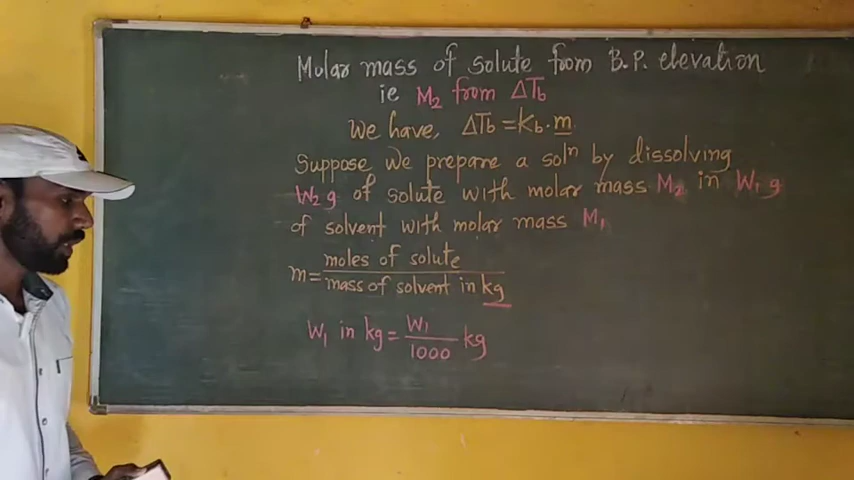 Molar mass of solute from B.P. elevation
ie M₂ from ΔTb
We have, ΔTb = Kb. m
Suppose we prepare a solⁿ by dissolving
W₂ g of solute with molar mass M₂ in W₁ g
of solvent with molar mass M₁
m = moles of solute
mass of solvent in kg
W₁ in kg = W₁/1000 kg